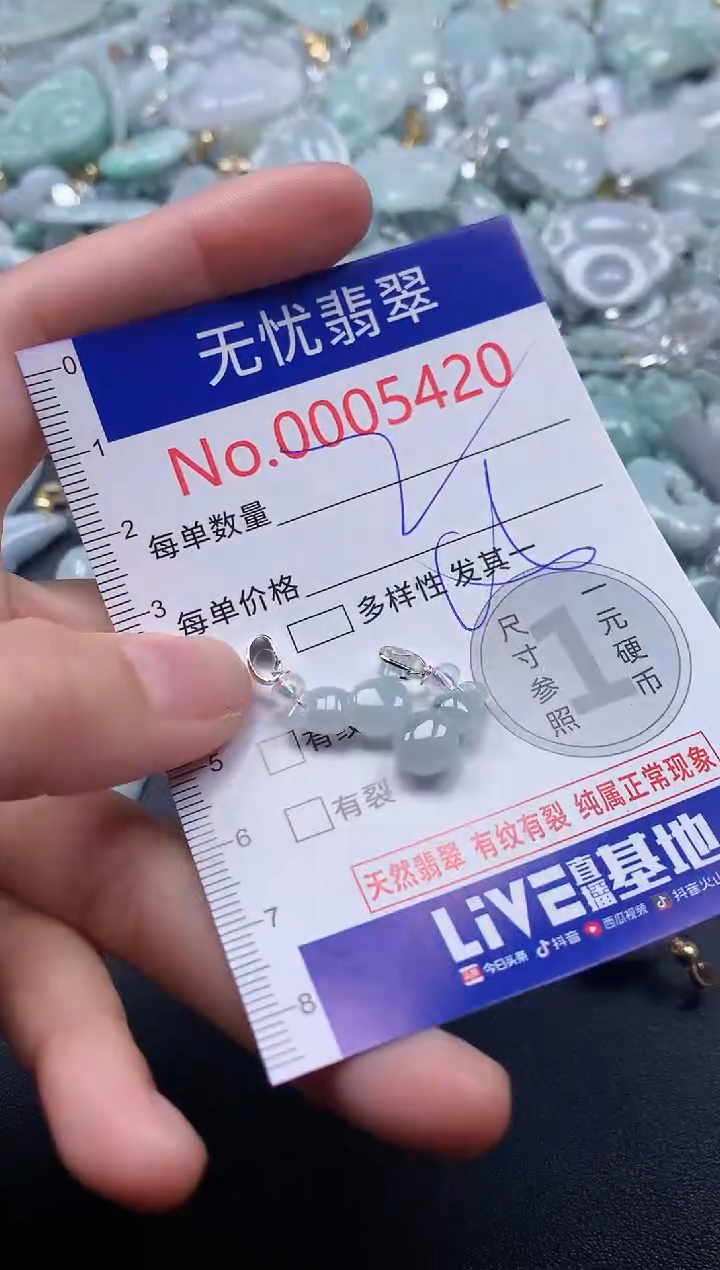 无忧翡翠
No.0005420
每单数量
每单价格
多样性 发其一
尺寸参照
1
一元硬币
有纹
有裂
天然翡翠 有纹有裂 纯属正常现象
LiVE直播基地
今日头条 抖音 西瓜视频 抖音火山
0
1
2
3
5
6
7
8